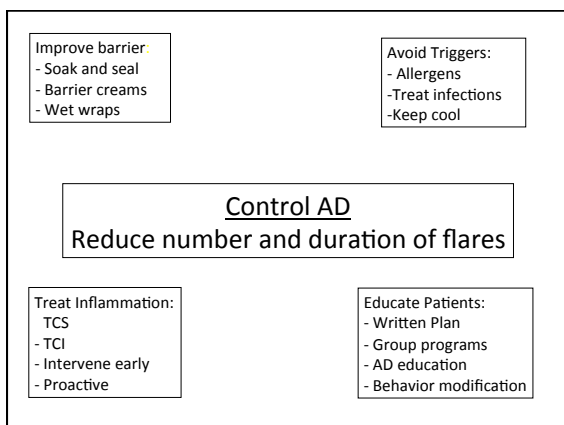 Improve barrier:
- Soak and seal
- Barrier creams
- Wet wraps
Avoid Triggers:
- Allergens
-Treat infections
-Keep cool
Control AD
Reduce number and duration of flares
Treat Inflammation:
TCS
- TCI
- Intervene early
- Proactive
Educate Patients:
- Written Plan
- Group programs
- AD education
- Behavior modification